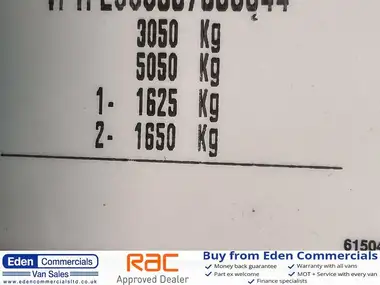 3050 Kg
5050 Kg
1- 1625 Kg
2- 1650 Kg
61504
Eden Commercials
Van Sales
www.edencommercialsltd.co.uk
RAC
Approved Dealer
Buy from Eden Commercials
✓ Money back guarantee ✓ Warranty with all vans
✓ Part ex welcome ✓ MOT + Service with every van
✓ Finance specialists